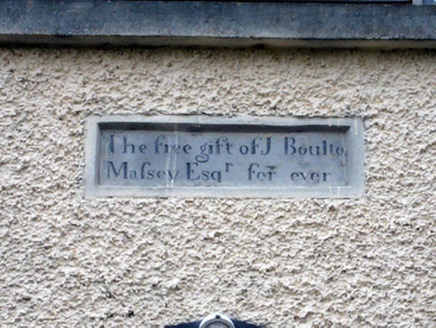 The free gift of J Boulto
Maſsey Esqʳ for ever